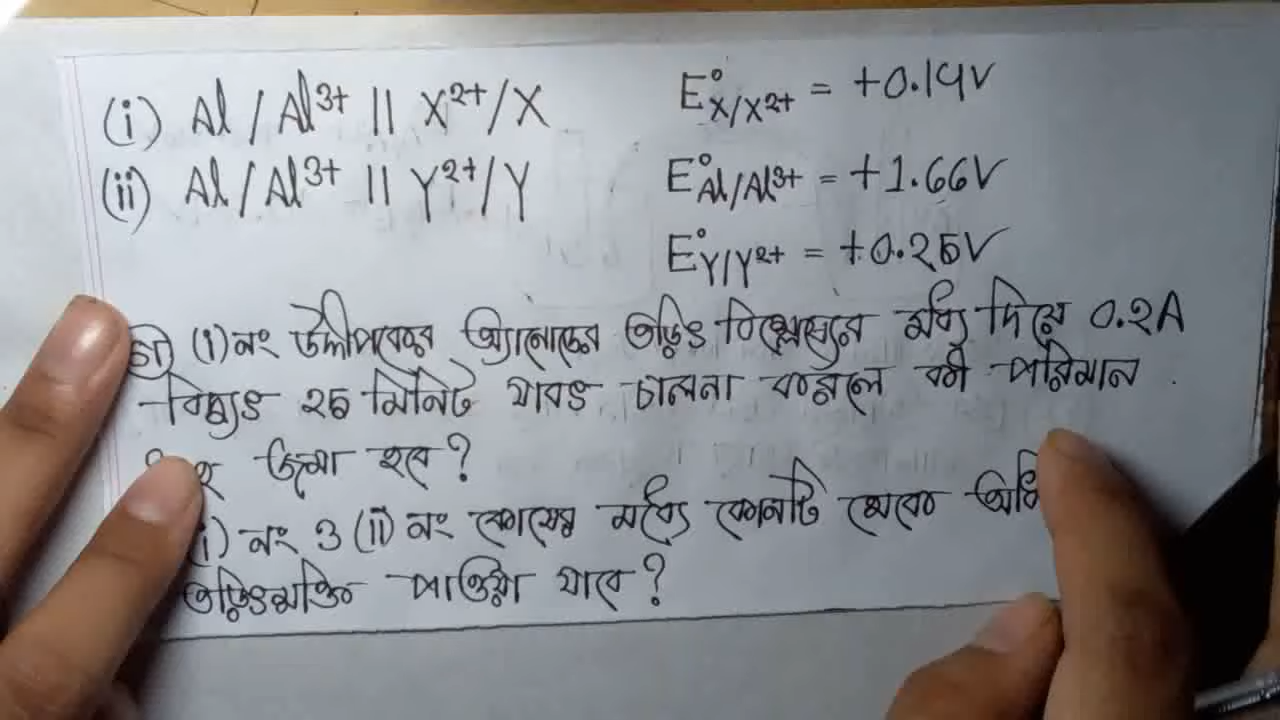 (i) Al / Al³⁺ || X²⁺/X E°X/X²⁺ = +0.14V
(ii) Al / Al³⁺ || Y²⁺/Y E°Al/Al³⁺ = +1.66V
E°Y/Y²⁺ = +0.25V
(i) নং উদ্দীপকের অ্যানোডের তড়িৎ বিশ্লেষ্যের মধ্য দিয়ে 0.2A
বিদ্যুৎ ২৫ মিনিট যাবৎ চালনা করলে কী পরিমান
জমা হবে?
(i) নং ও (ii) নং কোষের মধ্যে কোনটি থেকে
তড়িৎশক্তি পাওয়া যাবে?